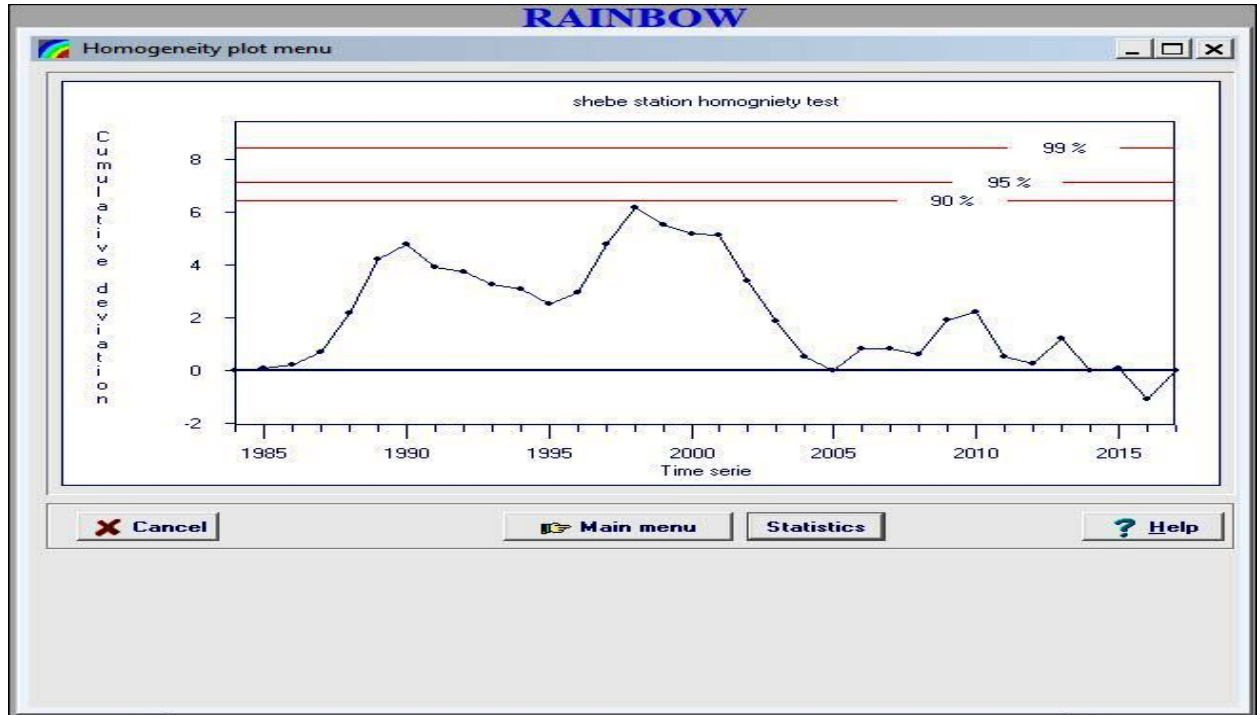 RAINBOW
Homogeneity plot menu
shebe station homogniety test
Cumulative deviation
8
6
4
2
0
-2
99 %
95 %
90 %
1985 1990 1995 2000 2005 2010 2015
Time serie
Cancel Main menu Statistics Help